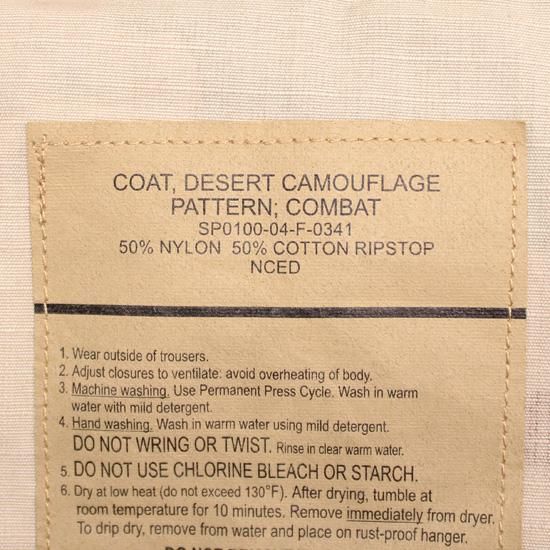 COAT, DESERT CAMOUFLAGE
PATTERN; COMBAT
SP0100-04-F-0341
50% NYLON 50% COTTON RIPSTOP
NCED
1. Wear outside of trousers.
2. Adjust closures to ventilate: avoid overheating of body.
3. Machine washing. Use Permanent Press Cycle. Wash in warm
water with mild detergent.
4. Hand washing. Wash in warm water using mild detergent.
DO NOT WRING OR TWIST. Rinse in clear warm water.
5. DO NOT USE CHLORINE BLEACH OR STARCH.
6. Dry at low heat (do not exceed 130°F). After drying, tumble at
room temperature for 10 minutes. Remove immediately from dryer.
To drip dry, remove from water and place on rust-proof hanger.